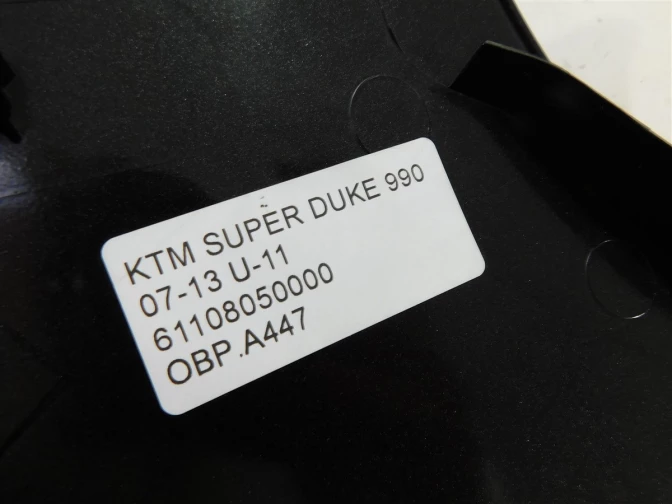 KTM SUPER DUKE 990
07-13 U-11
61108050000
OBP.A447